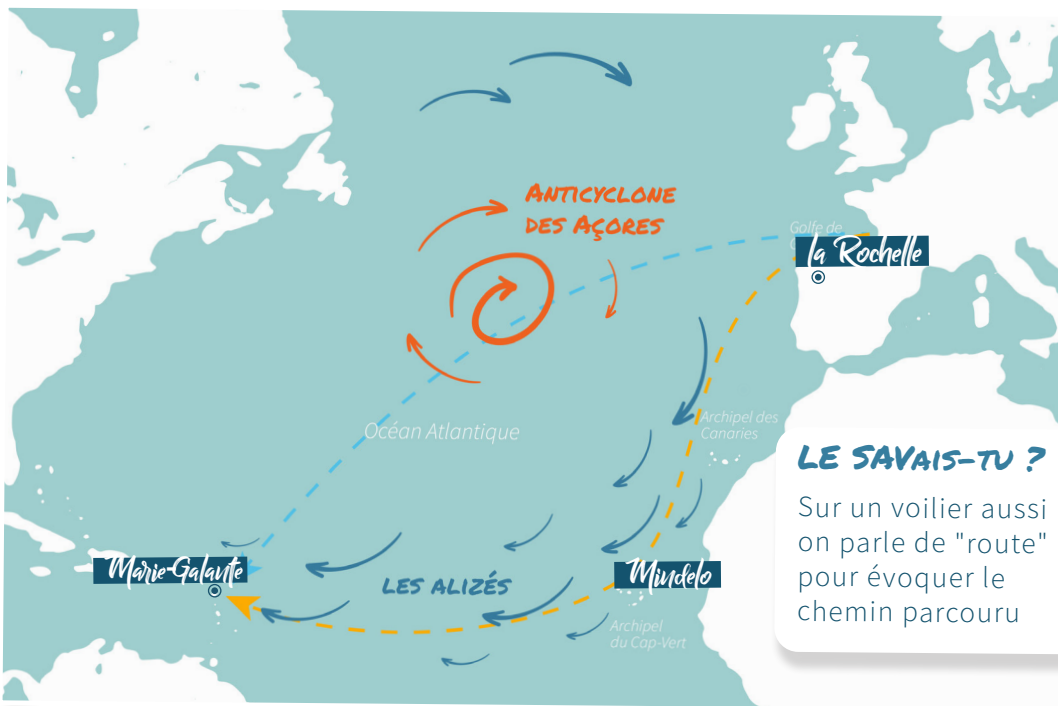 ANTICYCLONE
DES AÇORES
Golfe de
la Rochelle
Océan Atlantique
Archipel des
Canaries
LE SAVAIS-TU ?
Sur un voilier aussi
on parle de "route"
pour évoquer le
chemin parcouru
Marie-Galante
LES ALIZÉS
Mindelo
Archipel
du Cap-Vert